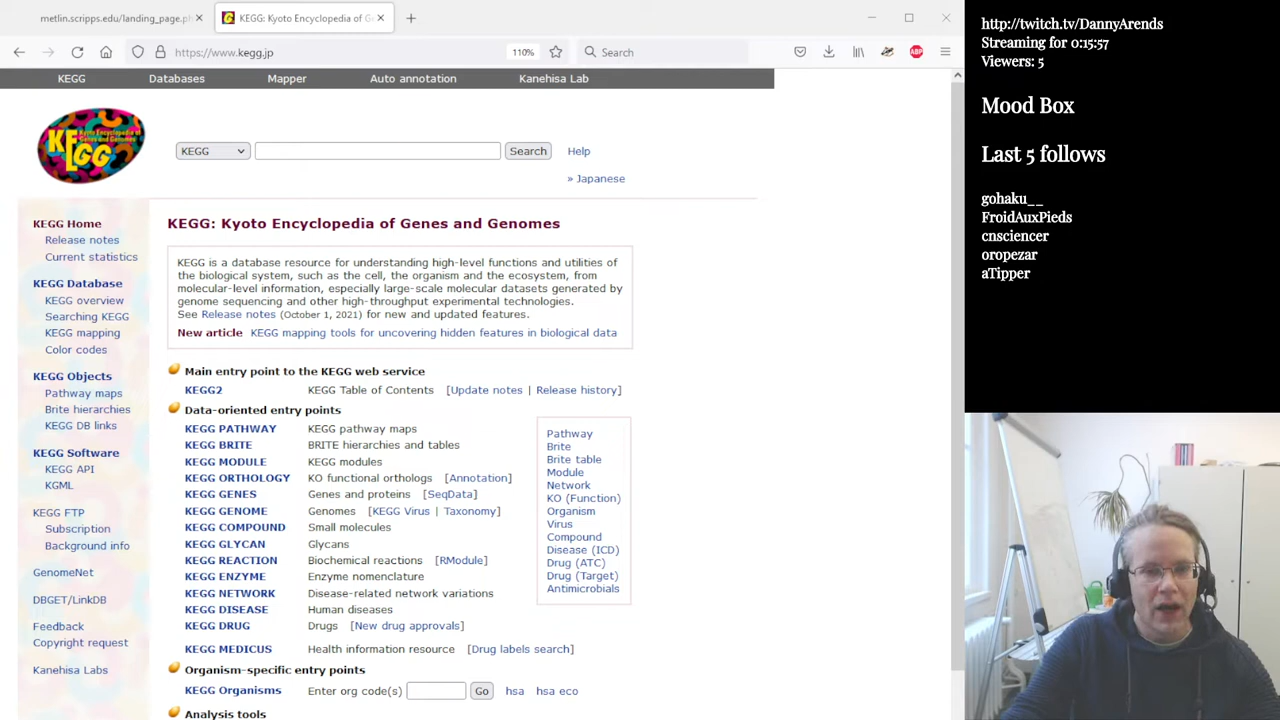 metlin.scripps.edu/landing_page.ph
KEGG: Kyoto Encyclopedia of G
https://www.kegg.jp
110%
Search
KEGG Databases Mapper Auto annotation Kanehisa Lab
KEGG
Kyoto Encyclopedia of Genes and Genomes
KEGG
Search
Help
» Japanese
KEGG Home
Release notes
Current statistics
KEGG Database
KEGG overview
Searching KEGG
KEGG mapping
Color codes
KEGG Objects
Pathway maps
Brite hierarchies
KEGG DB links
KEGG Software
KEGG API
KGML
KEGG FTP
Subscription
Background info
GenomeNet
DBGET/LinkDB
Feedback
Copyright request
Kanehisa Labs
KEGG: Kyoto Encyclopedia of Genes and Genomes
KEGG is a database resource for understanding high-level functions and utilities
of the biological system, such as the cell, the organism and the ecosystem, from
molecular-level information, especially large-scale molecular datasets generated by
genome sequencing and other high-throughput experimental technologies.
See Release notes (October 1, 2021) for new and updated features.
New article KEGG mapping tools for uncovering hidden features in biological data
Main entry point to the KEGG web service
KEGG2 KEGG Table of Contents [Update notes | Release history]
Data-oriented entry points
KEGG PATHWAY KEGG pathway maps
KEGG BRITE BRITE hierarchies and tables
KEGG MODULE KEGG modules
KEGG ORTHOLOGY KO functional orthologs [Annotation]
KEGG GENES Genes and proteins [SeqData]
KEGG GENOME Genomes [KEGG Virus | Taxonomy]
KEGG COMPOUND Small molecules
KEGG GLYCAN Glycans
KEGG REACTION Biochemical reactions [RModule]
KEGG ENZYME Enzyme nomenclature
KEGG NETWORK Disease-related network variations
KEGG DISEASE Human diseases
KEGG DRUG Drugs [New drug approvals]
KEGG MEDICUS Health information resource [Drug labels search]
Pathway
Brite
Brite table
Module
Network
KO (Function)
Organism
Virus
Compound
Disease (ICD)
Drug (ATC)
Drug (Target)
Antimicrobials
Organism-specific entry points
KEGG Organisms Enter org code(s) Go hsa hsa eco
Analysis tools
http://twitch.tv/DannyArends
Streaming for 0:15:57
Viewers: 5
Mood Box
Last 5 follows
gohaku__
FroidAuxPieds
cnsciencer
oropezar
aTipper
ABP